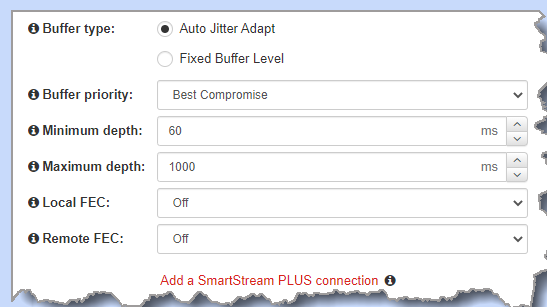 Buffer type: Auto Jitter Adapt
Fixed Buffer Level
Buffer priority: Best Compromise
Minimum depth: 60 ms
Maximum depth: 1000 ms
Local FEC: Off
Remote FEC: Off
Add a SmartStream PLUS connection